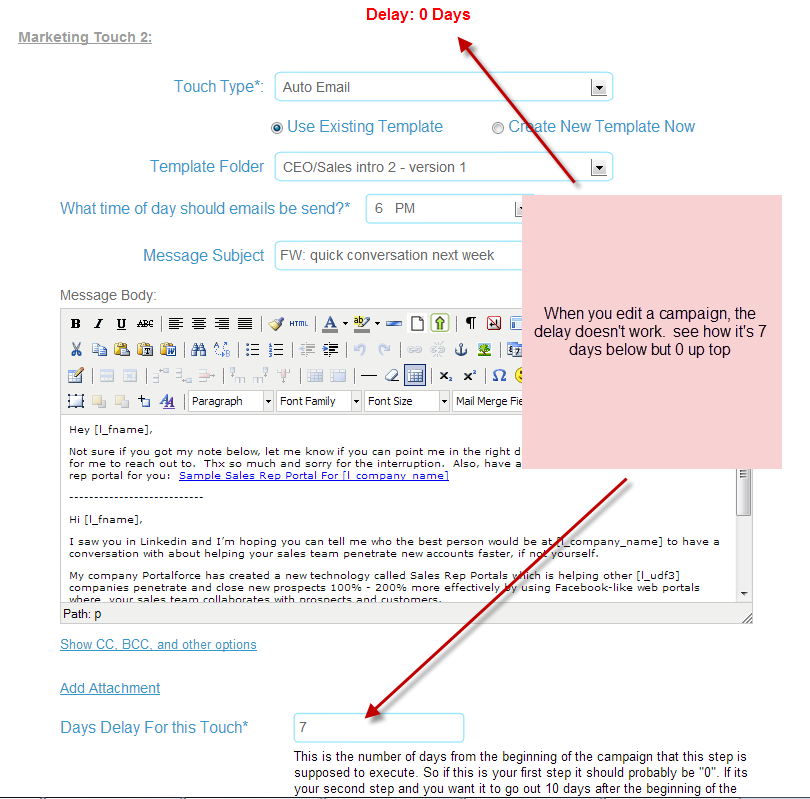 Delay: 0 Days
Marketing Touch 2:
Touch Type*: Auto Email
Use Existing Template Create New Template Now
Template Folder CEO/Sales intro 2 - version 1
What time of day should emails be send?* 6 PM
Message Subject FW: quick conversation next week
When you edit a campaign, the
delay doesn't work. see how it's 7
days below but 0 up top
Message Body:
B I U ABC HTML A ab
T W 7
x₂ x² Ω
AA Paragraph Font Family Font Size Mail Merge Fie
Hey [l_fname],
Not sure if you got my note below, let me know if you can point me in the right d
for me to reach out to. Thx so much and sorry for the interruption. Also, have a
rep portal for you: Sample Sales Rep Portal For [l_company_name]
----------------------------
Hi [l_fname],
I saw you in Linkedin and I'm hoping you can tell me who the best person would be at [l_company_name] to have a
conversation with about helping your sales team penetrate new accounts faster, if not yourself.
My company Portalforce has created a new technology called Sales Rep Portals which is helping other [l_udf3]
companies penetrate and close new prospects 100% - 200% more effectively by using Facebook-like web portals
where your sales team collaborates with prospects and customers.
Path: p
Show CC, BCC, and other options
Add Attachment
Days Delay For this Touch* 7
This is the number of days from the beginning of the campaign that this step is
supposed to execute. So if this is your first step it should probably be "0". If its
your second step and you want it to go out 10 days after the beginning of the